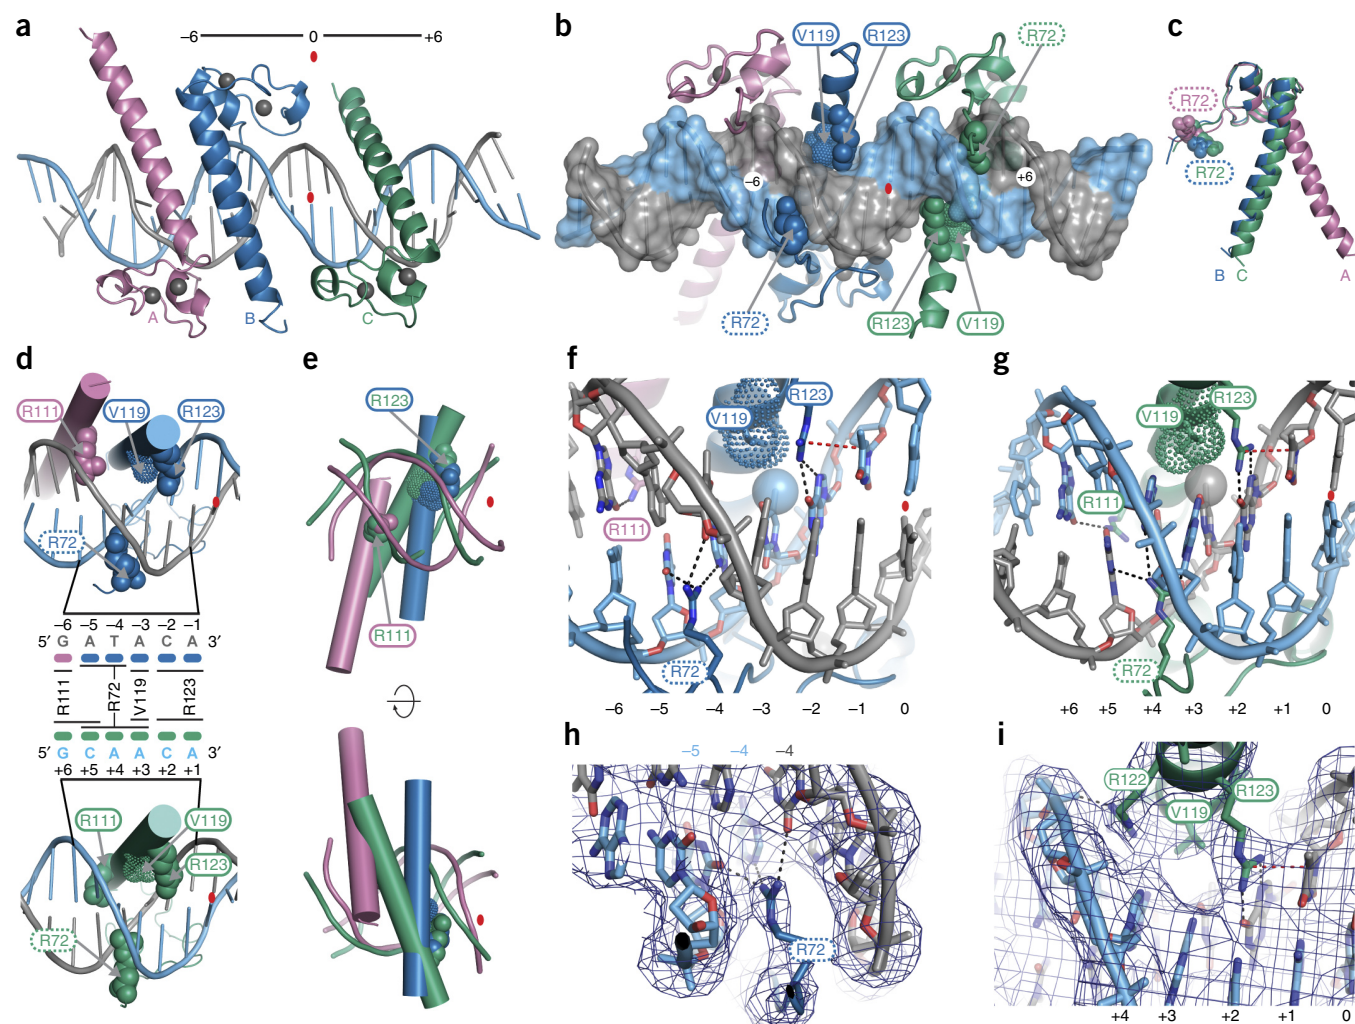 a
−6 0 +6
A B C
b
V119 R123 R72
−6 +6
R72 R123 V119
c
R72
R72
B C A
d
R111 V119 R123
R72
−6 −5 −4 −3 −2 −1
5′ G A T A C A 3′
R111 R72 V119 R123
5′ G C A A C A 3′
+6 +5 +4 +3 +2 +1
R111 V119
R123
R72
e
R123
R111
f
R123
V119
R111
R72
−6 −5 −4 −3 −2 −1 0
g
R123
V119
R111
R72
+6 +5 +4 +3 +2 +1 0
h
−5 −4 −4
R72
i
R122 R123
V119
+4 +3 +2 +1 0